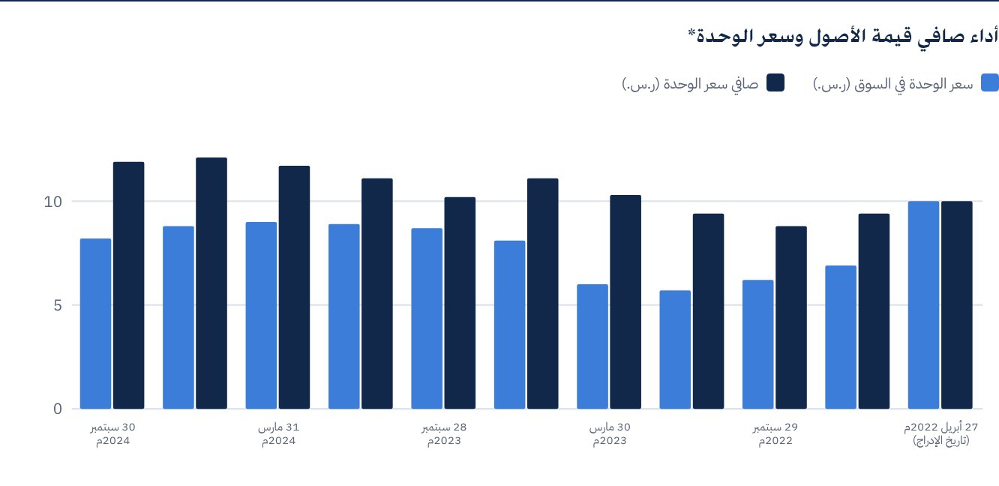 أداء صافي قيمة الأصول وسعر الوحدة*
سعر الوحدة في السوق (ر.س.)
صافي سعر الوحدة (ر.س.)
10
5
0
27 أبريل 2022م
(تاريخ الإدراج)
29 سبتمبر
2022م
30 مارس
2023م
28 سبتمبر
2023م
31 مارس
2024م
30 سبتمبر
2024م